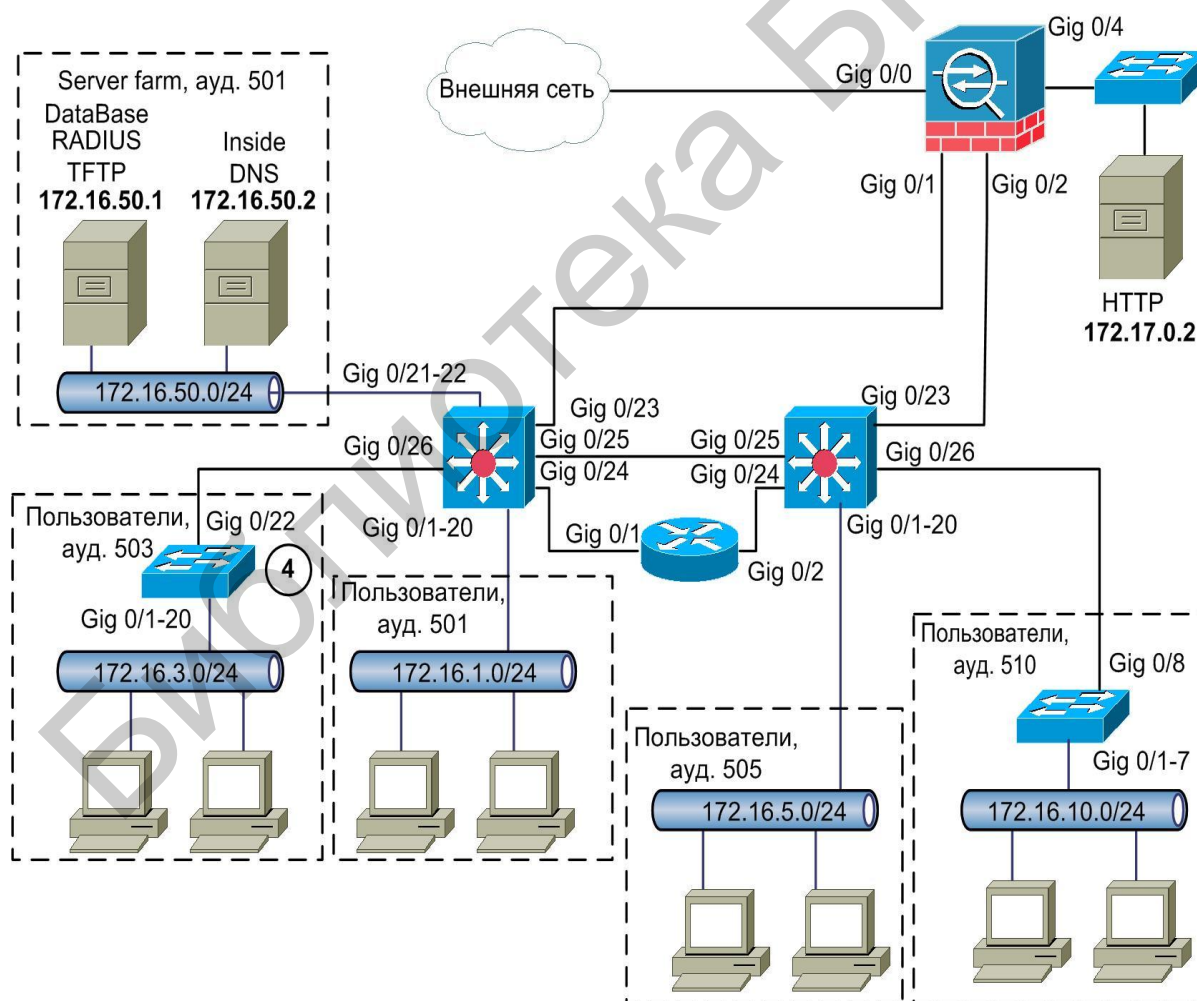 Server farm, ауд. 501
DataBase
RADIUS
TFTP
172.16.50.1
Inside
DNS
172.16.50.2
172.16.50.0/24
Внешняя сеть
Gig 0/0
Gig 0/4
Gig 0/1
Gig 0/2
HTTP
172.17.0.2
Gig 0/21-22
Gig 0/23
Gig 0/25
Gig 0/24
Gig 0/26
Gig 0/1-20
Gig 0/25
Gig 0/24
Gig 0/23
Gig 0/26
Gig 0/1-20
Gig 0/1
Gig 0/2
Пользователи,
ауд. 503
Gig 0/22
4
Gig 0/1-20
172.16.3.0/24
Пользователи,
ауд. 501
172.16.1.0/24
Пользователи,
ауд. 505
172.16.5.0/24
Пользователи,
ауд. 510
Gig 0/8
Gig 0/1-7
172.16.10.0/24
Библиотека